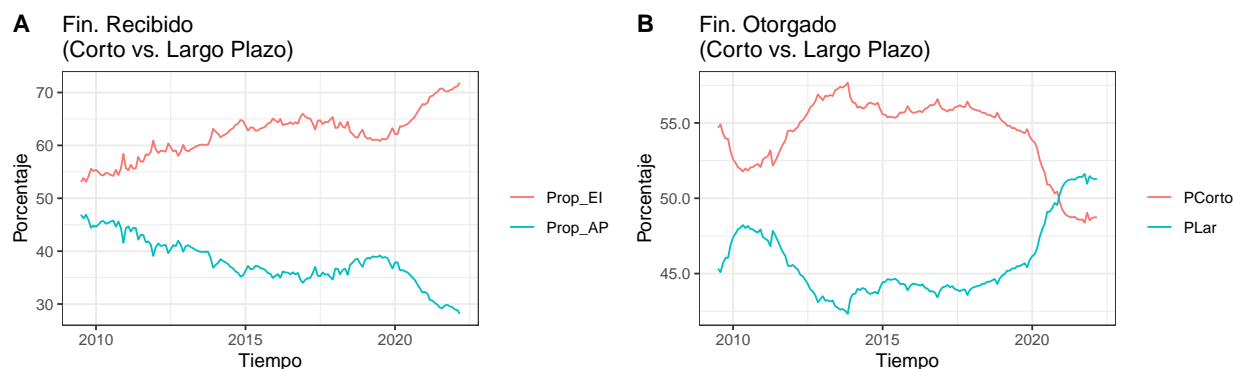 A
Fin. Recibido
(Corto vs. Largo Plazo)
Porcentaje
70
60
50
40
30
2010
2015
2020
Tiempo
Prop_EI
Prop_AP
B
Fin. Otorgado
(Corto vs. Largo Plazo)
Porcentaje
55.0
50.0
45.0
2010
2015
2020
Tiempo
PCorto
PLar